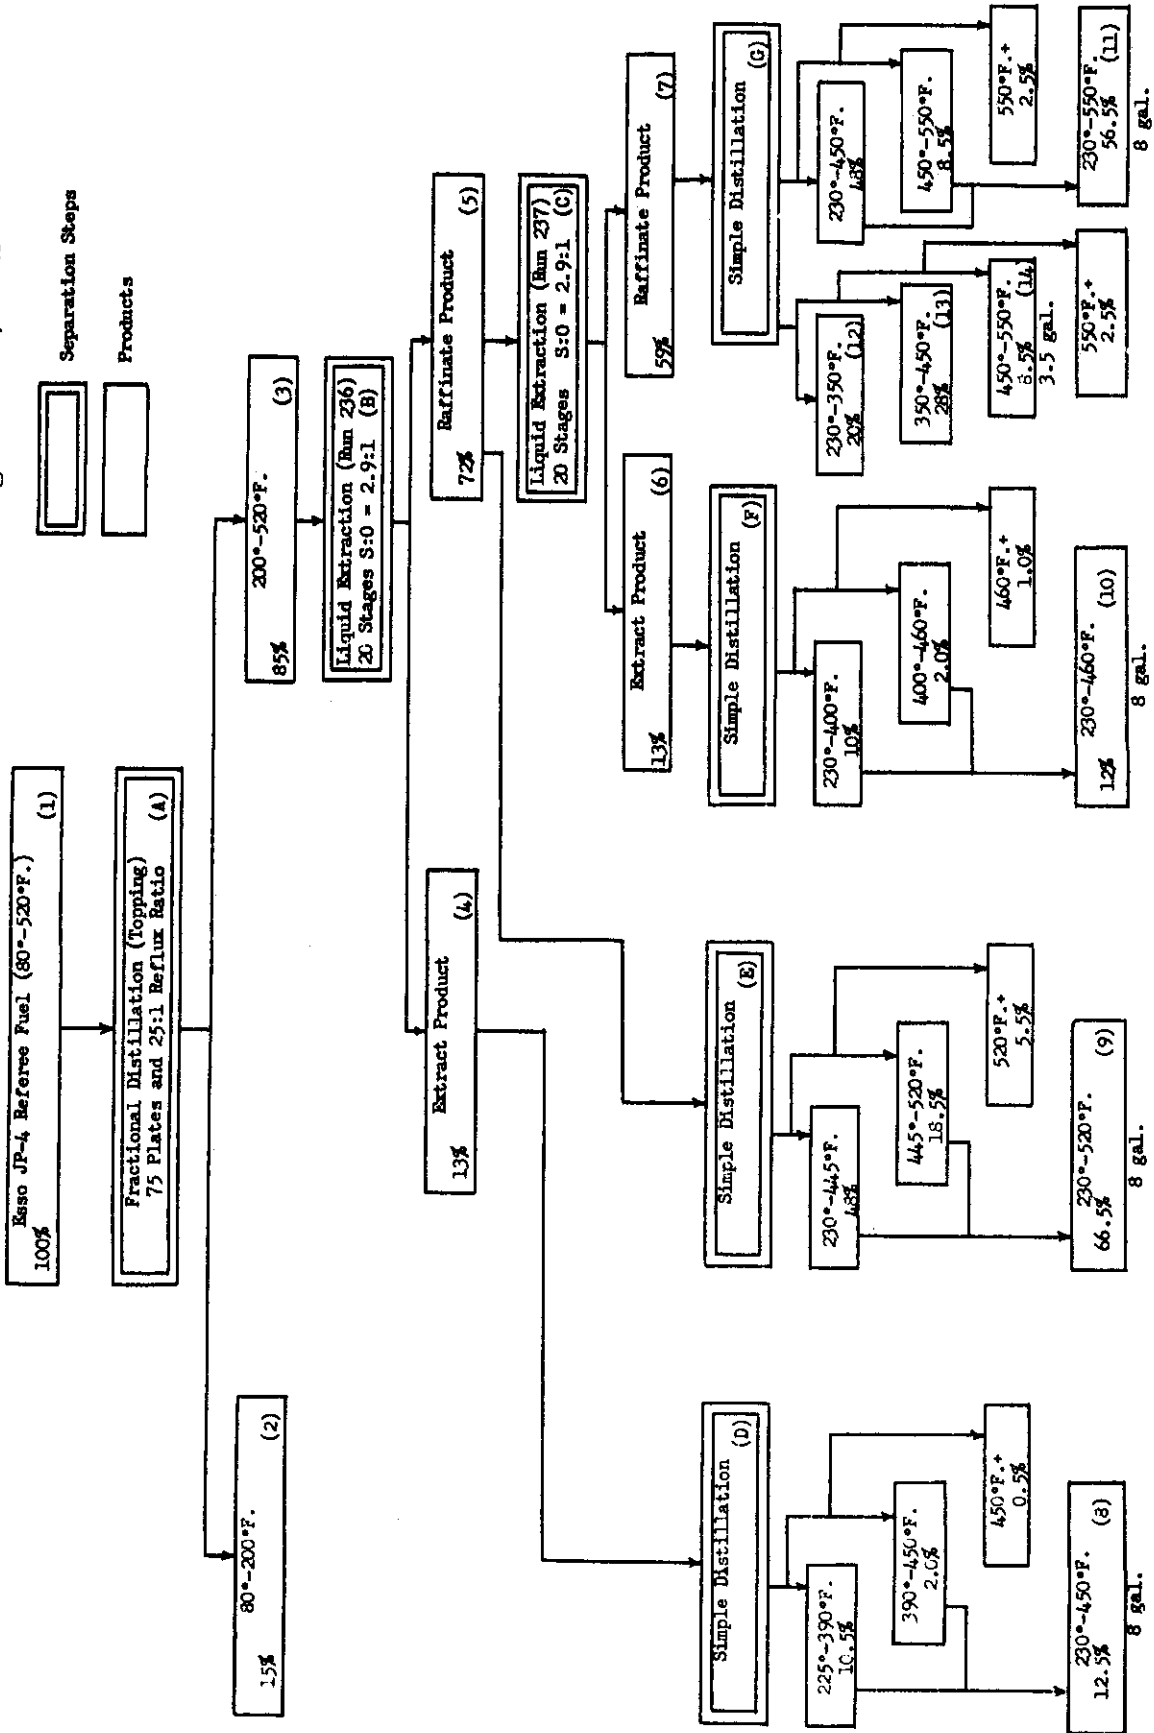 Separation Steps
Products
Esso JP-4 Referee Fuel (80°-520°F.)
100% (1)
Fractional Distillation (Topping)
75 Plates and 25:1 Reflux Ratio (A)
80°-200°F.
15% (2)
200°-520°F.
85% (3)
Liquid Extraction (Run 236)
20 Stages S:O = 2.9:1 (B)
Extract Product
13% (4)
Raffinate Product
72% (5)
Liquid Extraction (Run 237)
20 Stages S:O = 2.9:1 (C)
Extract Product
13% (6)
Raffinate Product
59% (7)
Simple Distillation
(D)
225°-390°F.
10.5%
390°-450°F.
2.0%
450°F.+
0.5%
230°-450°F.
12.5% (8)
8 gal.
Simple Distillation
(E)
230°-445°F.
48%
445°-520°F.
18.5%
520°F.+
5.5%
230°-520°F.
66.5% (9)
8 gal.
Simple Distillation
(F)
230°-400°F.
10%
400°-460°F.
2.0%
460°F.+
1.0%
230°-460°F.
12% (10)
8 gal.
Simple Distillation
(G)
230°-350°F.
20% (12)
350°-450°F.
28% (13)
450°-550°F.
8.5% (14)
3.5 gal.
550°F.+
2.5%
230°-450°F.
48%
450°-550°F.
8.5%
550°F.+
2.5%
230°-550°F.
56.5% (11)
8 gal.